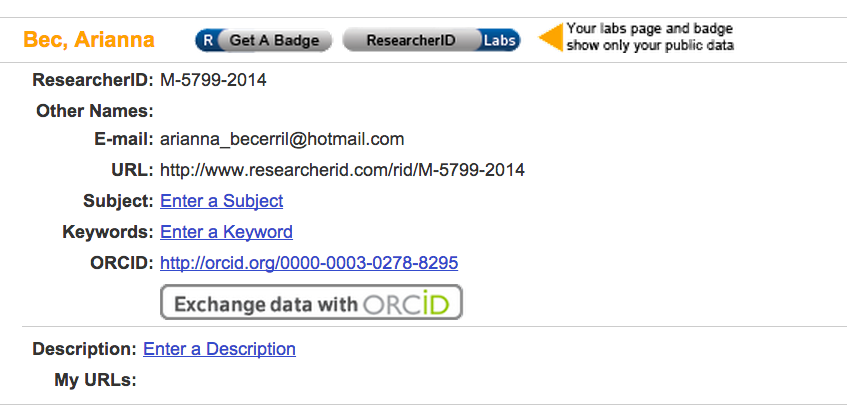 Bec, Arianna R Get A Badge ResearcherID Labs Your labs page and badge
show only your public data
ResearcherID: M-5799-2014
Other Names:
E-mail: arianna_becerril@hotmail.com
URL: http://www.researcherid.com/rid/M-5799-2014
Subject: Enter a Subject
Keywords: Enter a Keyword
ORCID: http://orcid.org/0000-0003-0278-8295
Exchange data with ORCiD
Description: Enter a Description
My URLs: